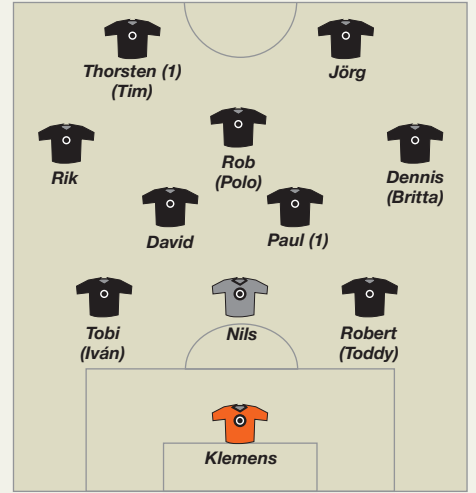 Thorsten (1)
(Tim)
Jörg
Rik
Rob
(Polo)
Dennis
(Britta)
David
Paul (1)
Tobi
(Iván)
Nils
Robert
(Toddy)
Klemens